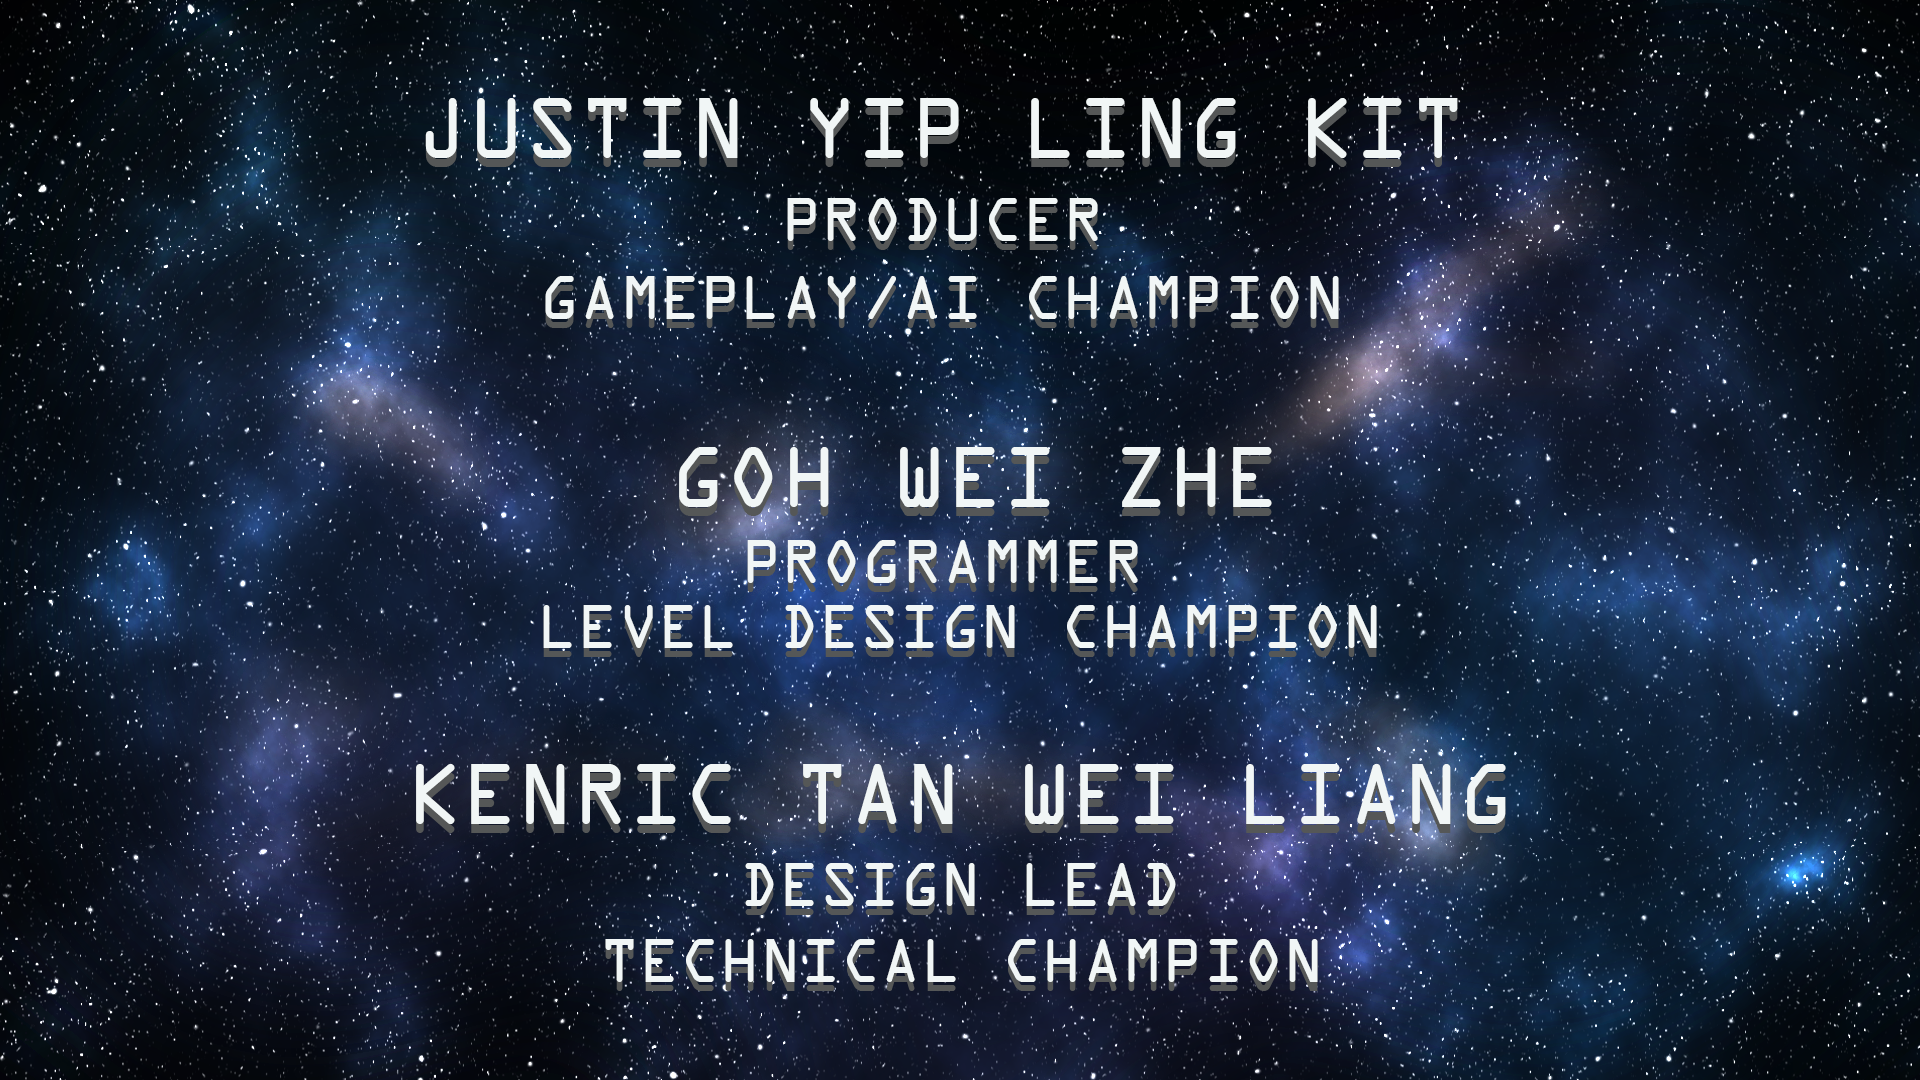 JUSTIN YIP LING KIT
PRODUCER
GAMEPLAY/AI CHAMPION
GOH WEI ZHE
PROGRAMMER
LEVEL DESIGN CHAMPION
KENRIC TAN WEI LIANG
DESIGN LEAD
TECHNICAL CHAMPION